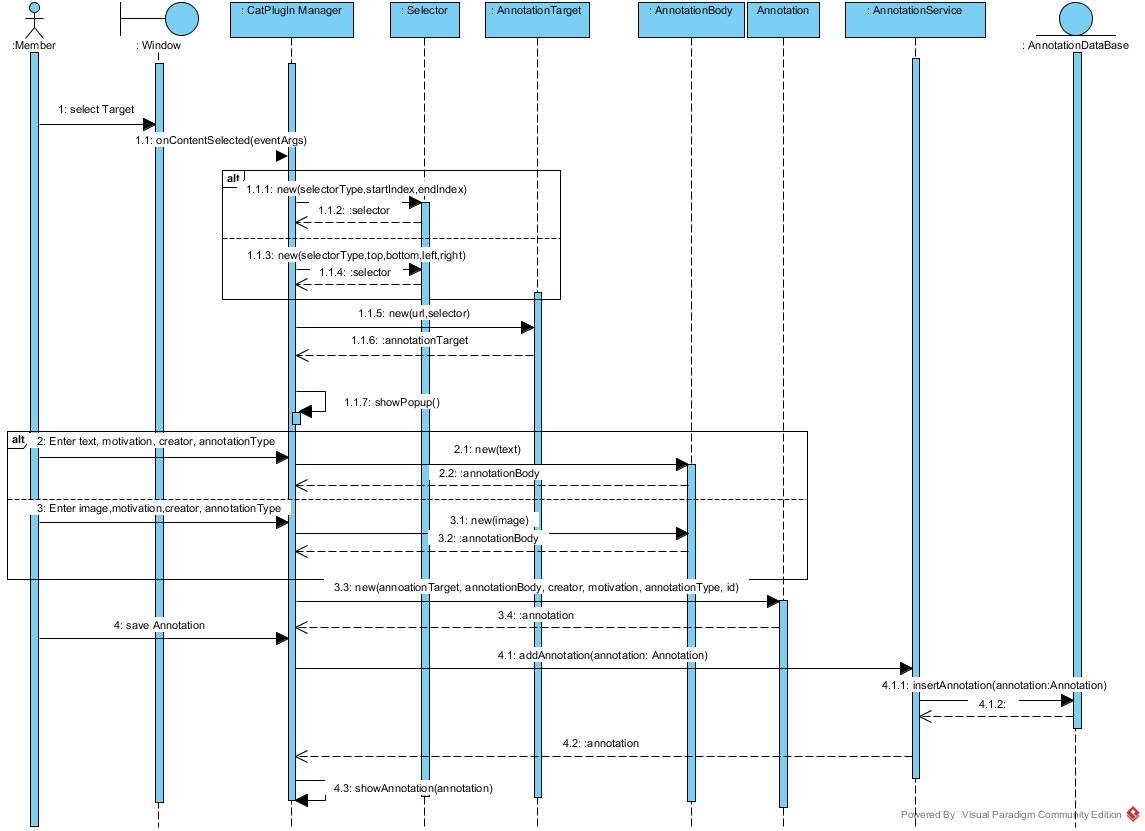 : CatPlugIn Manager
: Selector
: AnnotationTarget
: AnnotationBody
Annotation
: AnnotationService
:Member
: Window
: AnnotationDataBase
1: select Target
1.1: onContentSelected(eventArgs)
alt
1.1.1: new(selectorType,startIndex,endIndex)
1.1.2: :selector
1.1.3: new(selectorType,top,bottom,left,right)
1.1.4: :selector
1.1.5: new(url,selector)
1.1.6: :annotationTarget
1.1.7: showPopup()
alt
2: Enter text, motivation, creator, annotationType
2.1: new(text)
2.2: :annotationBody
3: Enter image,motivation,creator, annotationType
3.1: new(image)
3.2: :annotationBody
3.3: new(annoationTarget, annotationBody, creator, motivation, annotationType, id)
3.4: :annotation
4: save Annotation
4.1: addAnnotation(annotation: Annotation)
4.1.1: insertAnnotation(annotation:Annotation)
4.1.2:
4.2: :annotation
4.3: showAnnotation(annotation)
Powered By Visual Paradigm Community Edition